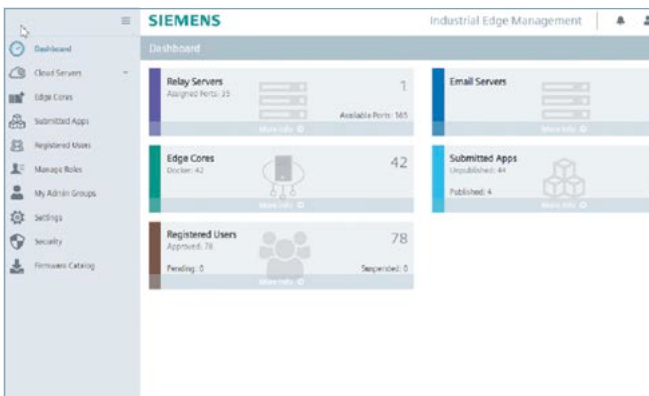 SIEMENS
Industrial Edge Management
Dashboard
Dashboard
Cloud Servers
Edge Cores
Submitted Apps
Registered Users
Manage Roles
My Admin Groups
Settings
Security
Firmware Catalog
Relay Servers
1
Assigned Ports: 35
Available Ports: 565
More Info
Email Servers
More Info
Edge Cores
42
Docker: 42
More Info
Submitted Apps
Unpublished: 44
Published: 4
More Info
Registered Users
78
Approved: 78
Pending: 0
Suspended: 0
More Info